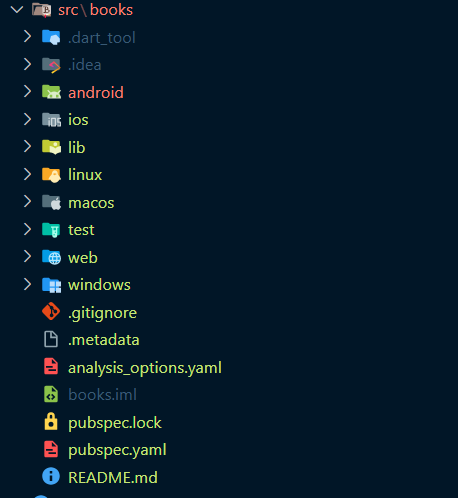 src\books
.dart_tool
.idea
android
ios
lib
linux
macos
test
web
windows
.gitignore
.metadata
analysis_options.yaml
books.iml
pubspec.lock
pubspec.yaml
README.md